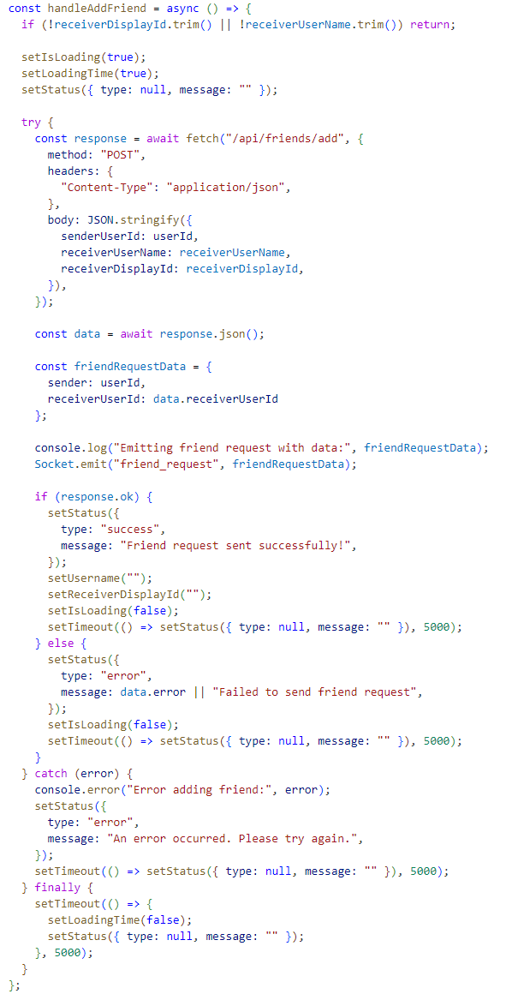 const handleAddFriend = async () => {
  if (!receiverDisplayId.trim() || !receiverUserName.trim()) return;

  setIsLoading(true);
  setLoadingTime(true);
  setStatus({ type: null, message: "" });

  try {
    const response = await fetch("/api/friends/add", {
      method: "POST",
      headers: {
        "Content-Type": "application/json",
      },
      body: JSON.stringify({
        senderUserId: userId,
        receiverUserName: receiverUserName,
        receiverDisplayId: receiverDisplayId,
      }),
    });

    const data = await response.json();

    const friendRequestData = {
      sender: userId,
      receiverUserId: data.receiverUserId
    };

    console.log("Emitting friend request with data:", friendRequestData);
    Socket.emit("friend_request", friendRequestData);

    if (response.ok) {
      setStatus({
        type: "success",
        message: "Friend request sent successfully!",
      });
      setUsername("");
      setReceiverDisplayId("");
      setIsLoading(false);
      setTimeout(() => setStatus({ type: null, message: "" }), 5000);
    } else {
      setStatus({
        type: "error",
        message: data.error || "Failed to send friend request",
      });
      setIsLoading(false);
      setTimeout(() => setStatus({ type: null, message: "" }), 5000);
    }
  } catch (error) {
    console.error("Error adding friend:", error);
    setStatus({
      type: "error",
      message: "An error occurred. Please try again.",
    });
    setTimeout(() => setStatus({ type: null, message: "" }), 5000);
  } finally {
    setTimeout(() => {
      setLoadingTime(false);
      setStatus({ type: null, message: "" });
    }, 5000);
  }
};